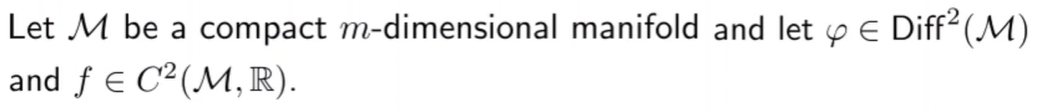 Let ℳ be a compact m-dimensional manifold and let φ ∈ Diff²(ℳ)
and f ∈ C²(ℳ, ℝ).